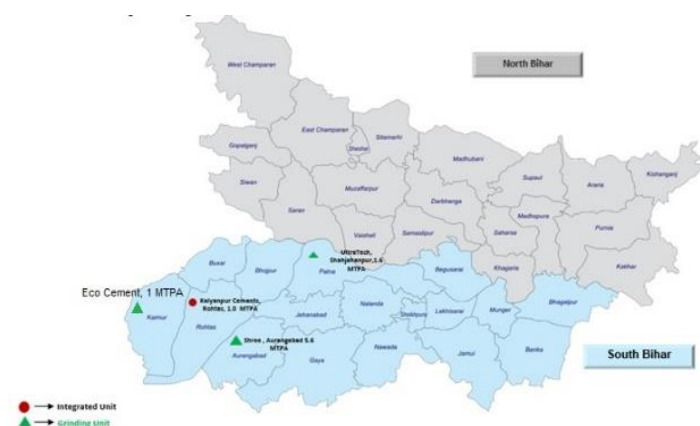 West Champaran
North Bihar
East Champaran
Sitamarhi
Gopalganj
Sheohar
Madhubani
Siwan
Muzaffarpur
Supaul
Araria
Kishanganj
Darbhanga
Saran
Madhepura
Purnia
Vaishali
Samastipur
Saharsa
Khagaria
Katihar
Buxar
Bhojpur
Patna
UltraTech,
Shahjahanpur,1.6
MTPA
Begusarai
Eco Cement, 1 MTPA
Kaimur
Kalyanpur Cements,
Rohtas, 1.0 MTPA
Rohtas
Jahanabad
Nalanda
Lakhisarai
Munger
Bhagalpur
Shree , Aurangabad 5.6
MTPA
Aurangabad
Gaya
Nawada
Jamui
Banka
South Bihar
Integrated Unit
Grinding Unit